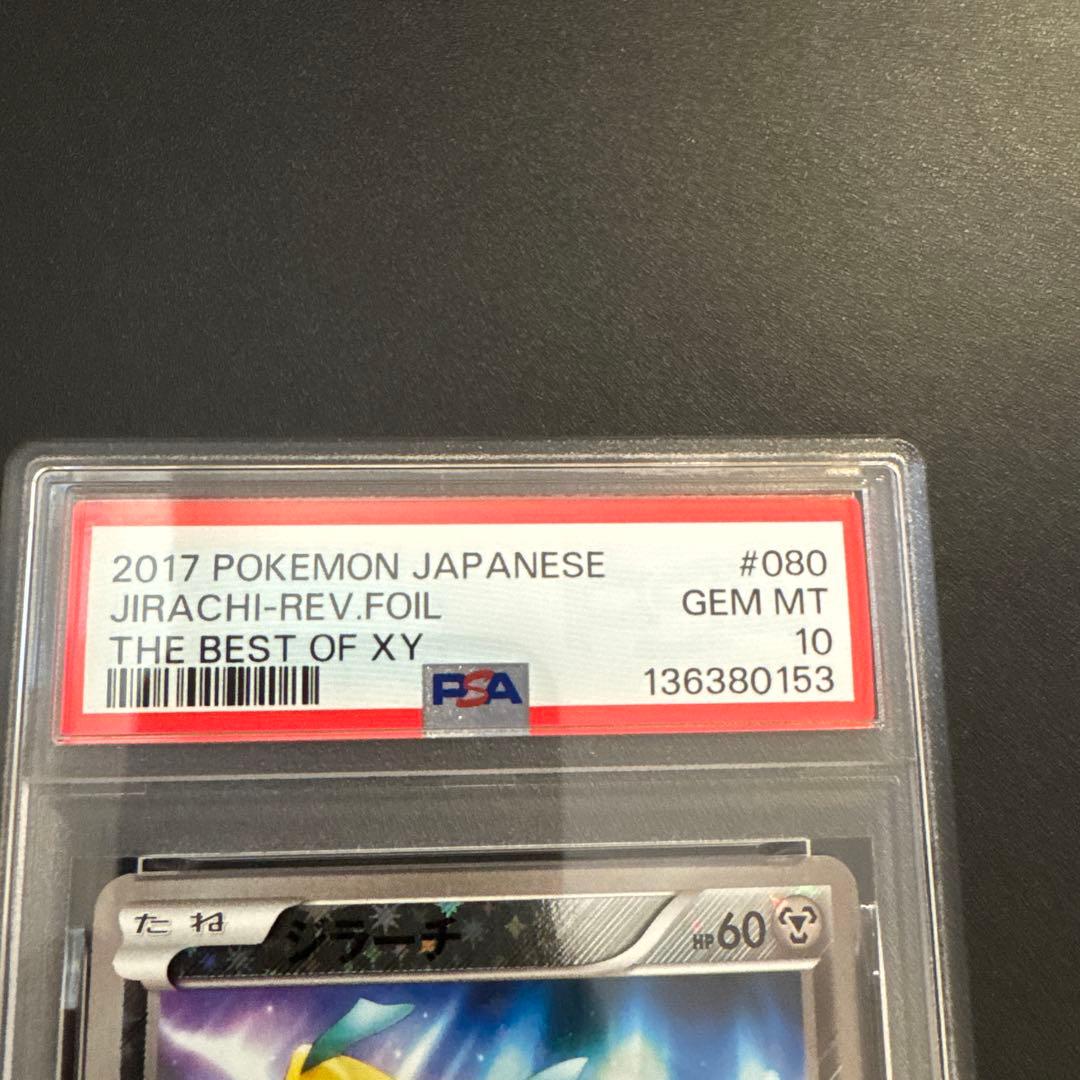 2017 POKEMON JAPANESE #080
JIRACHI-REV.FOIL GEM MT
THE BEST OF XY 10
PSA 136380153
たね ジラーチ HP60